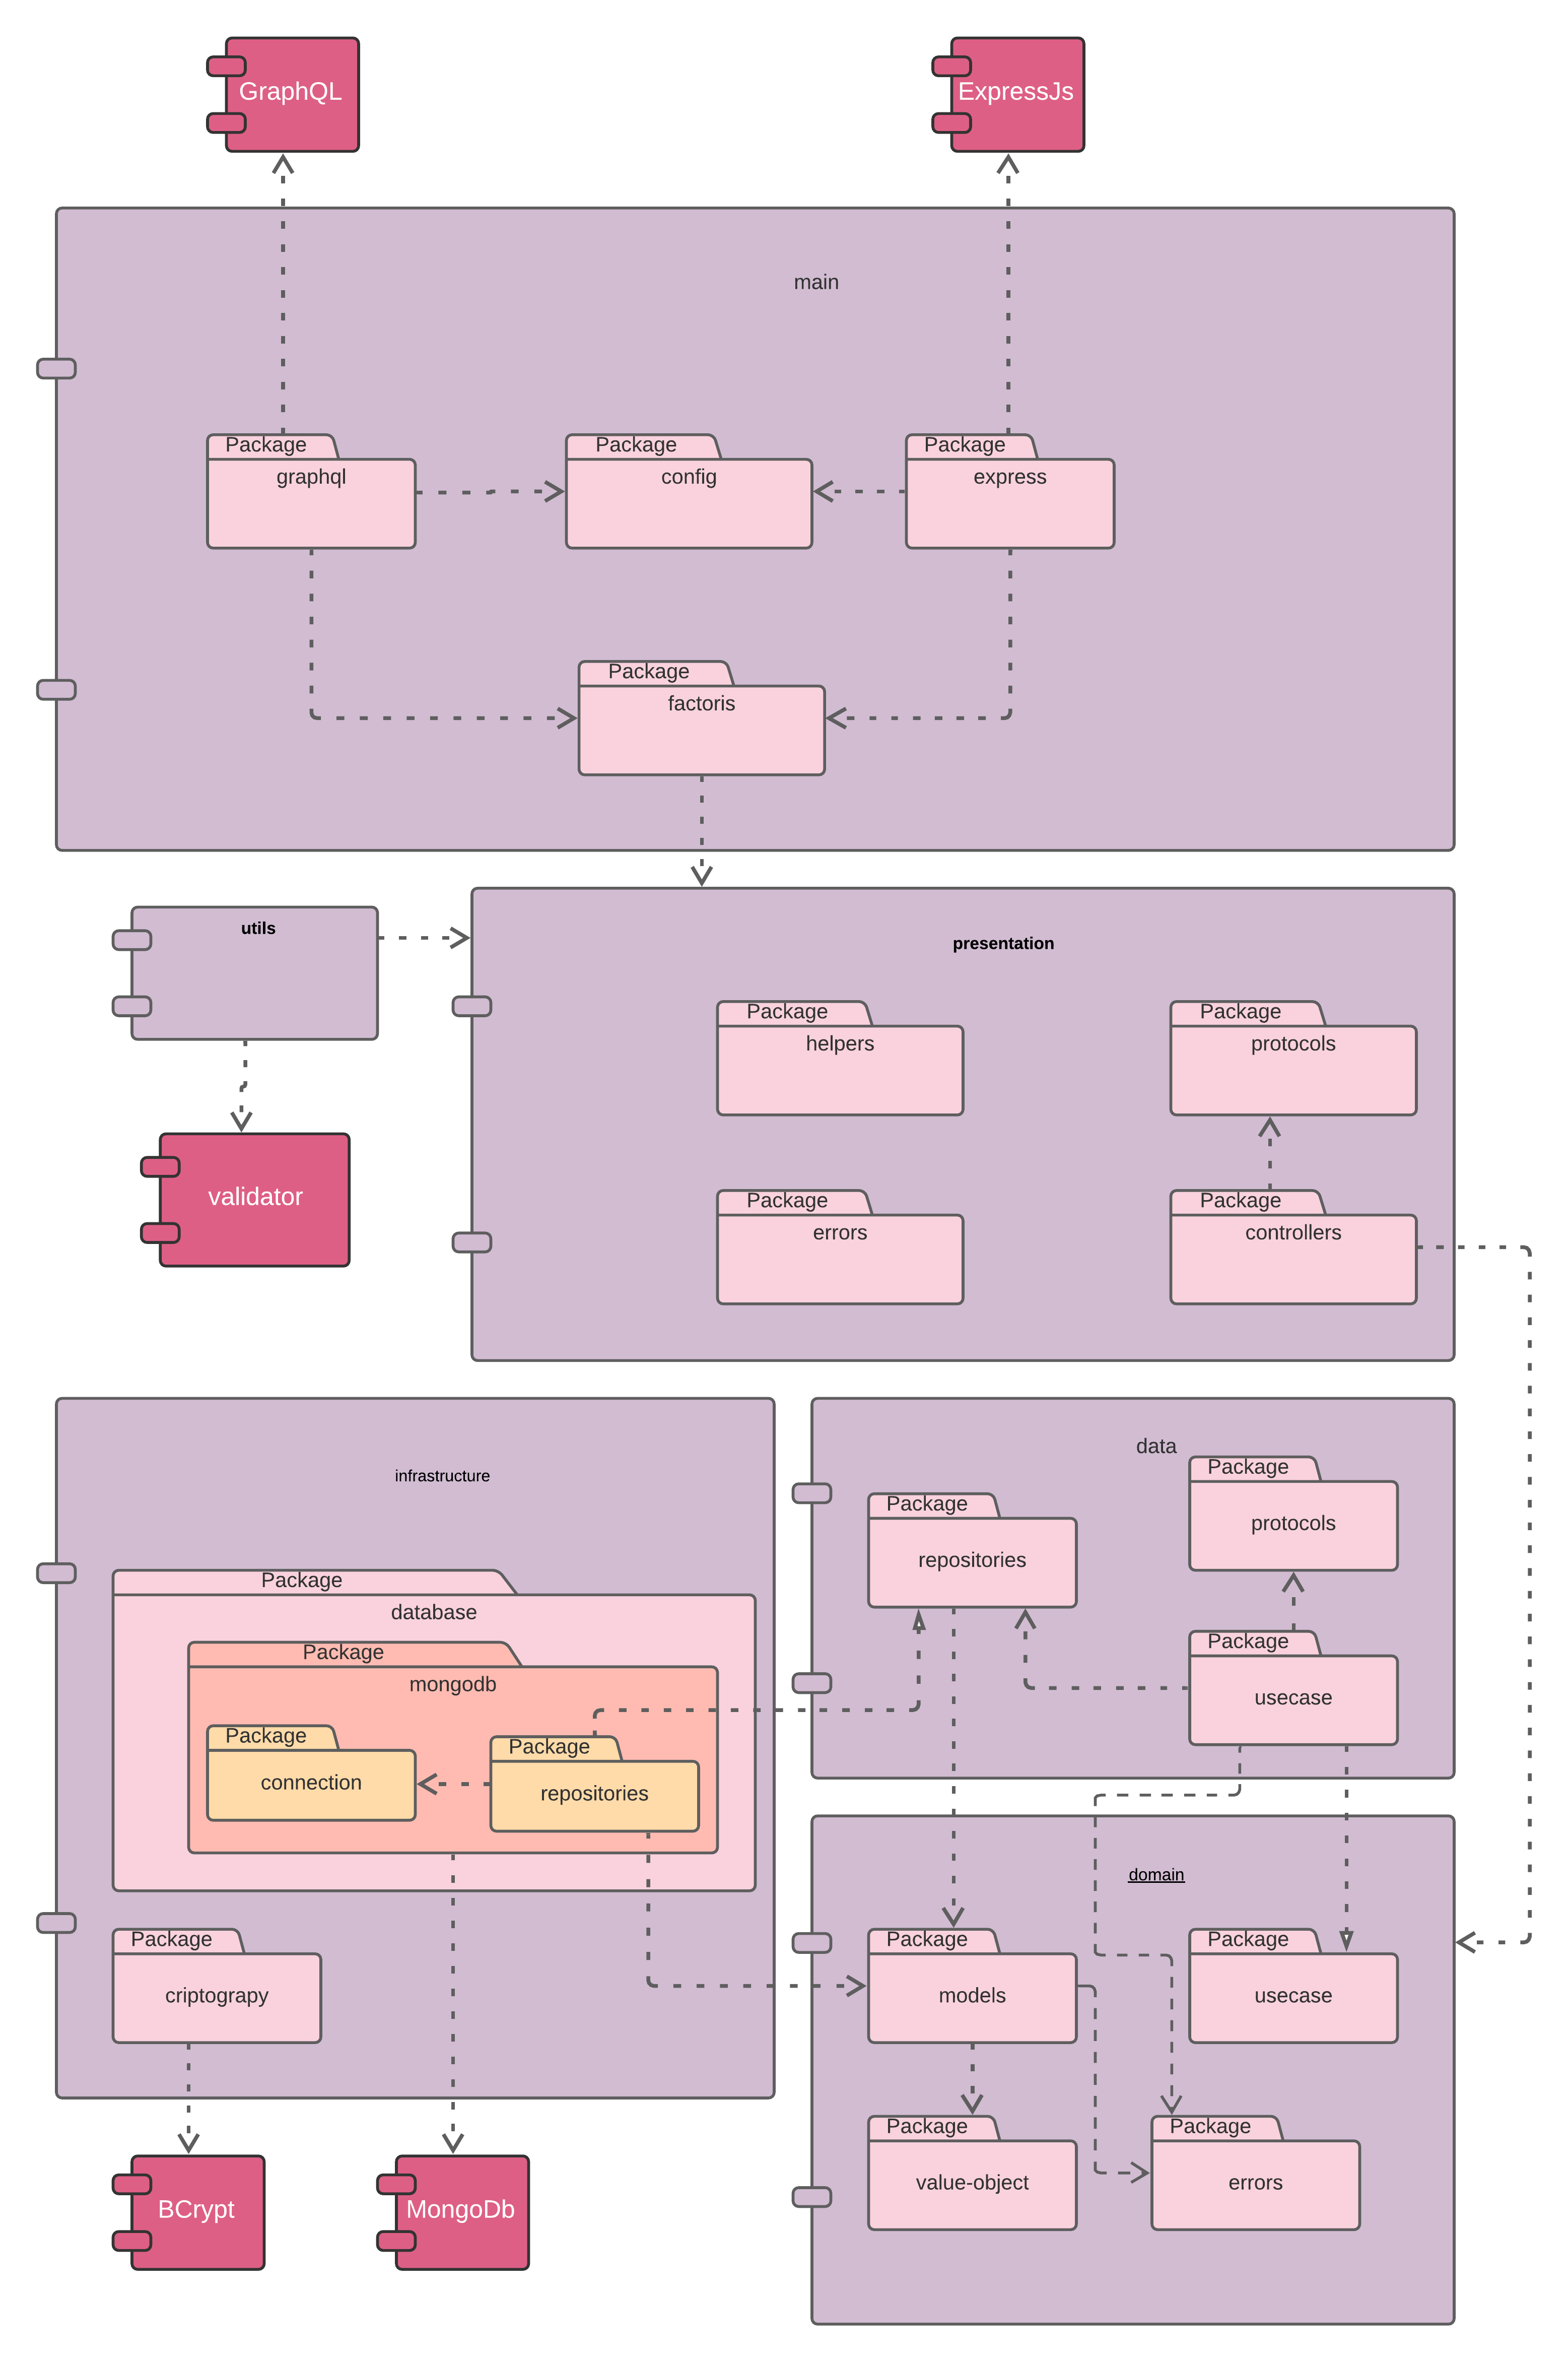 GraphQL
ExpressJs
main
Package
graphql
Package
config
Package
express
Package
factoris
utils
presentation
Package
helpers
Package
protocols
validator
Package
errors
Package
controllers
infrastructure
data
Package
repositories
Package
protocols
Package
database
Package
mongodb
Package
connection
Package
repositories
Package
usecase
domain
Package
criptograpy
Package
models
Package
usecase
Package
value-object
Package
errors
BCrypt
MongoDb